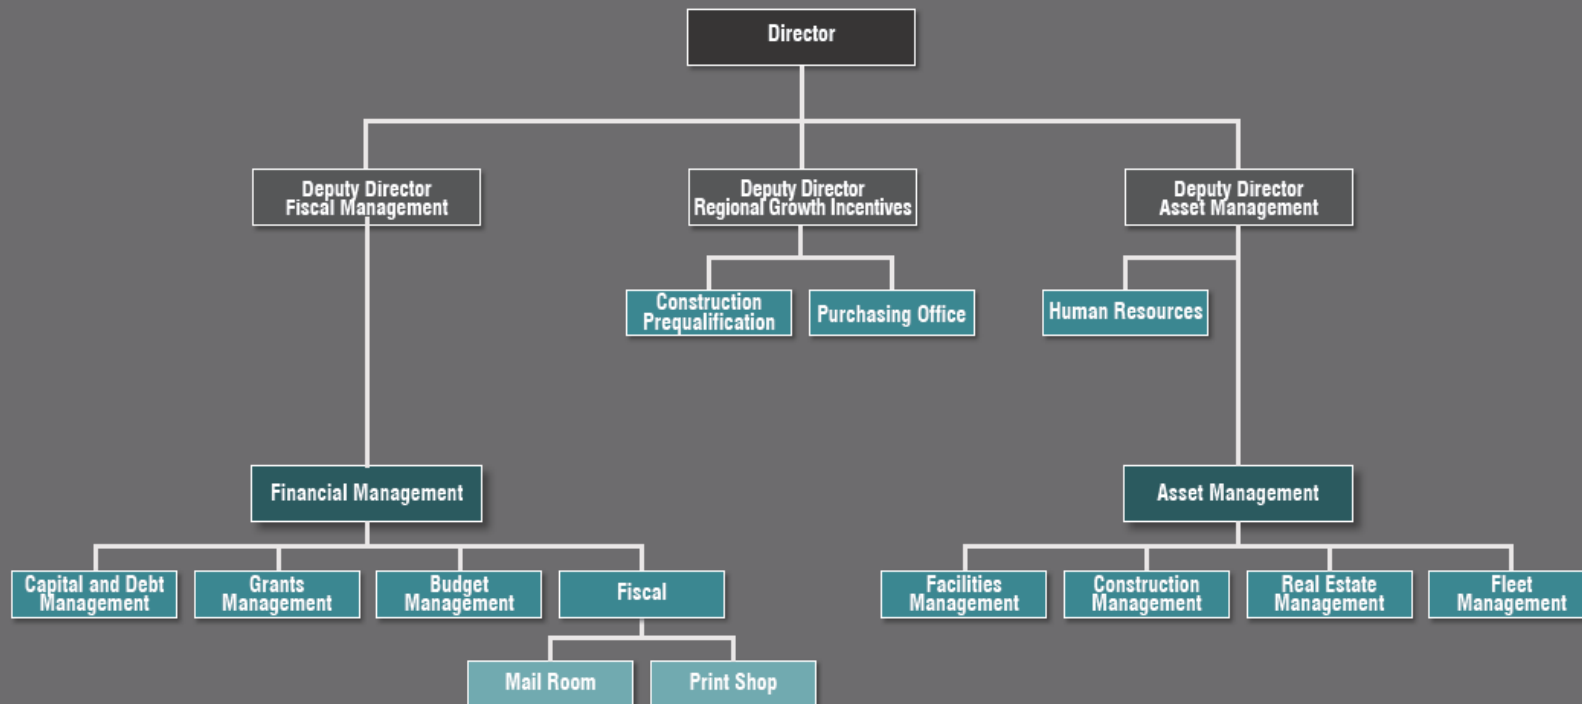 Director
Deputy Director
Fiscal Management
Deputy Director
Regional Growth Incentives
Deputy Director
Asset Management
Construction
Prequalification
Purchasing Office
Human Resources
Financial Management
Asset Management
Capital and Debt
Management
Grants
Management
Budget
Management
Fiscal
Facilities
Management
Construction
Management
Real Estate
Management
Fleet
Management
Mail Room
Print Shop